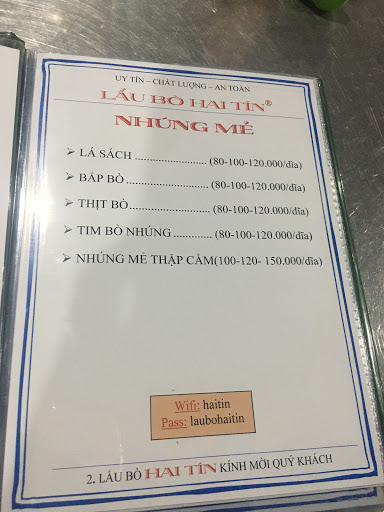 UY TÍN – CHẤT LƯỢNG – AN TOÀN
LẨU BÒ HAI TÍN®
NHÚNG MẺ
➤ LÁ SÁCH ........................ (80-100-120.000/dĩa)
➤ BẮP BÒ ........................... (80-100-120.000/dĩa)
➤ THỊT BÒ........................... (80-100-120.000/dĩa)
➤ TIM BÒ NHÚNG ............. (80-100-120.000/dĩa)
➤ NHÚNG MẺ THẬP CẨM(100-120- 150.000/dĩa)
Wifi: haitin
Pass: laubohaitin
2. LẨU BÒ HAI TÍN KÍNH MỜI QUÝ KHÁCH